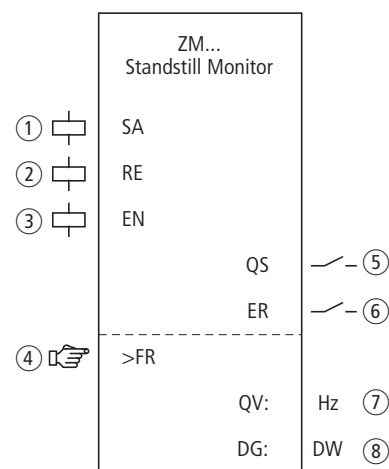 ZM...
Standstill Monitor
1 SA
2 RE
3 EN
QS 5
ER 6
4 >FR
QV: Hz 7
DG: DW 8